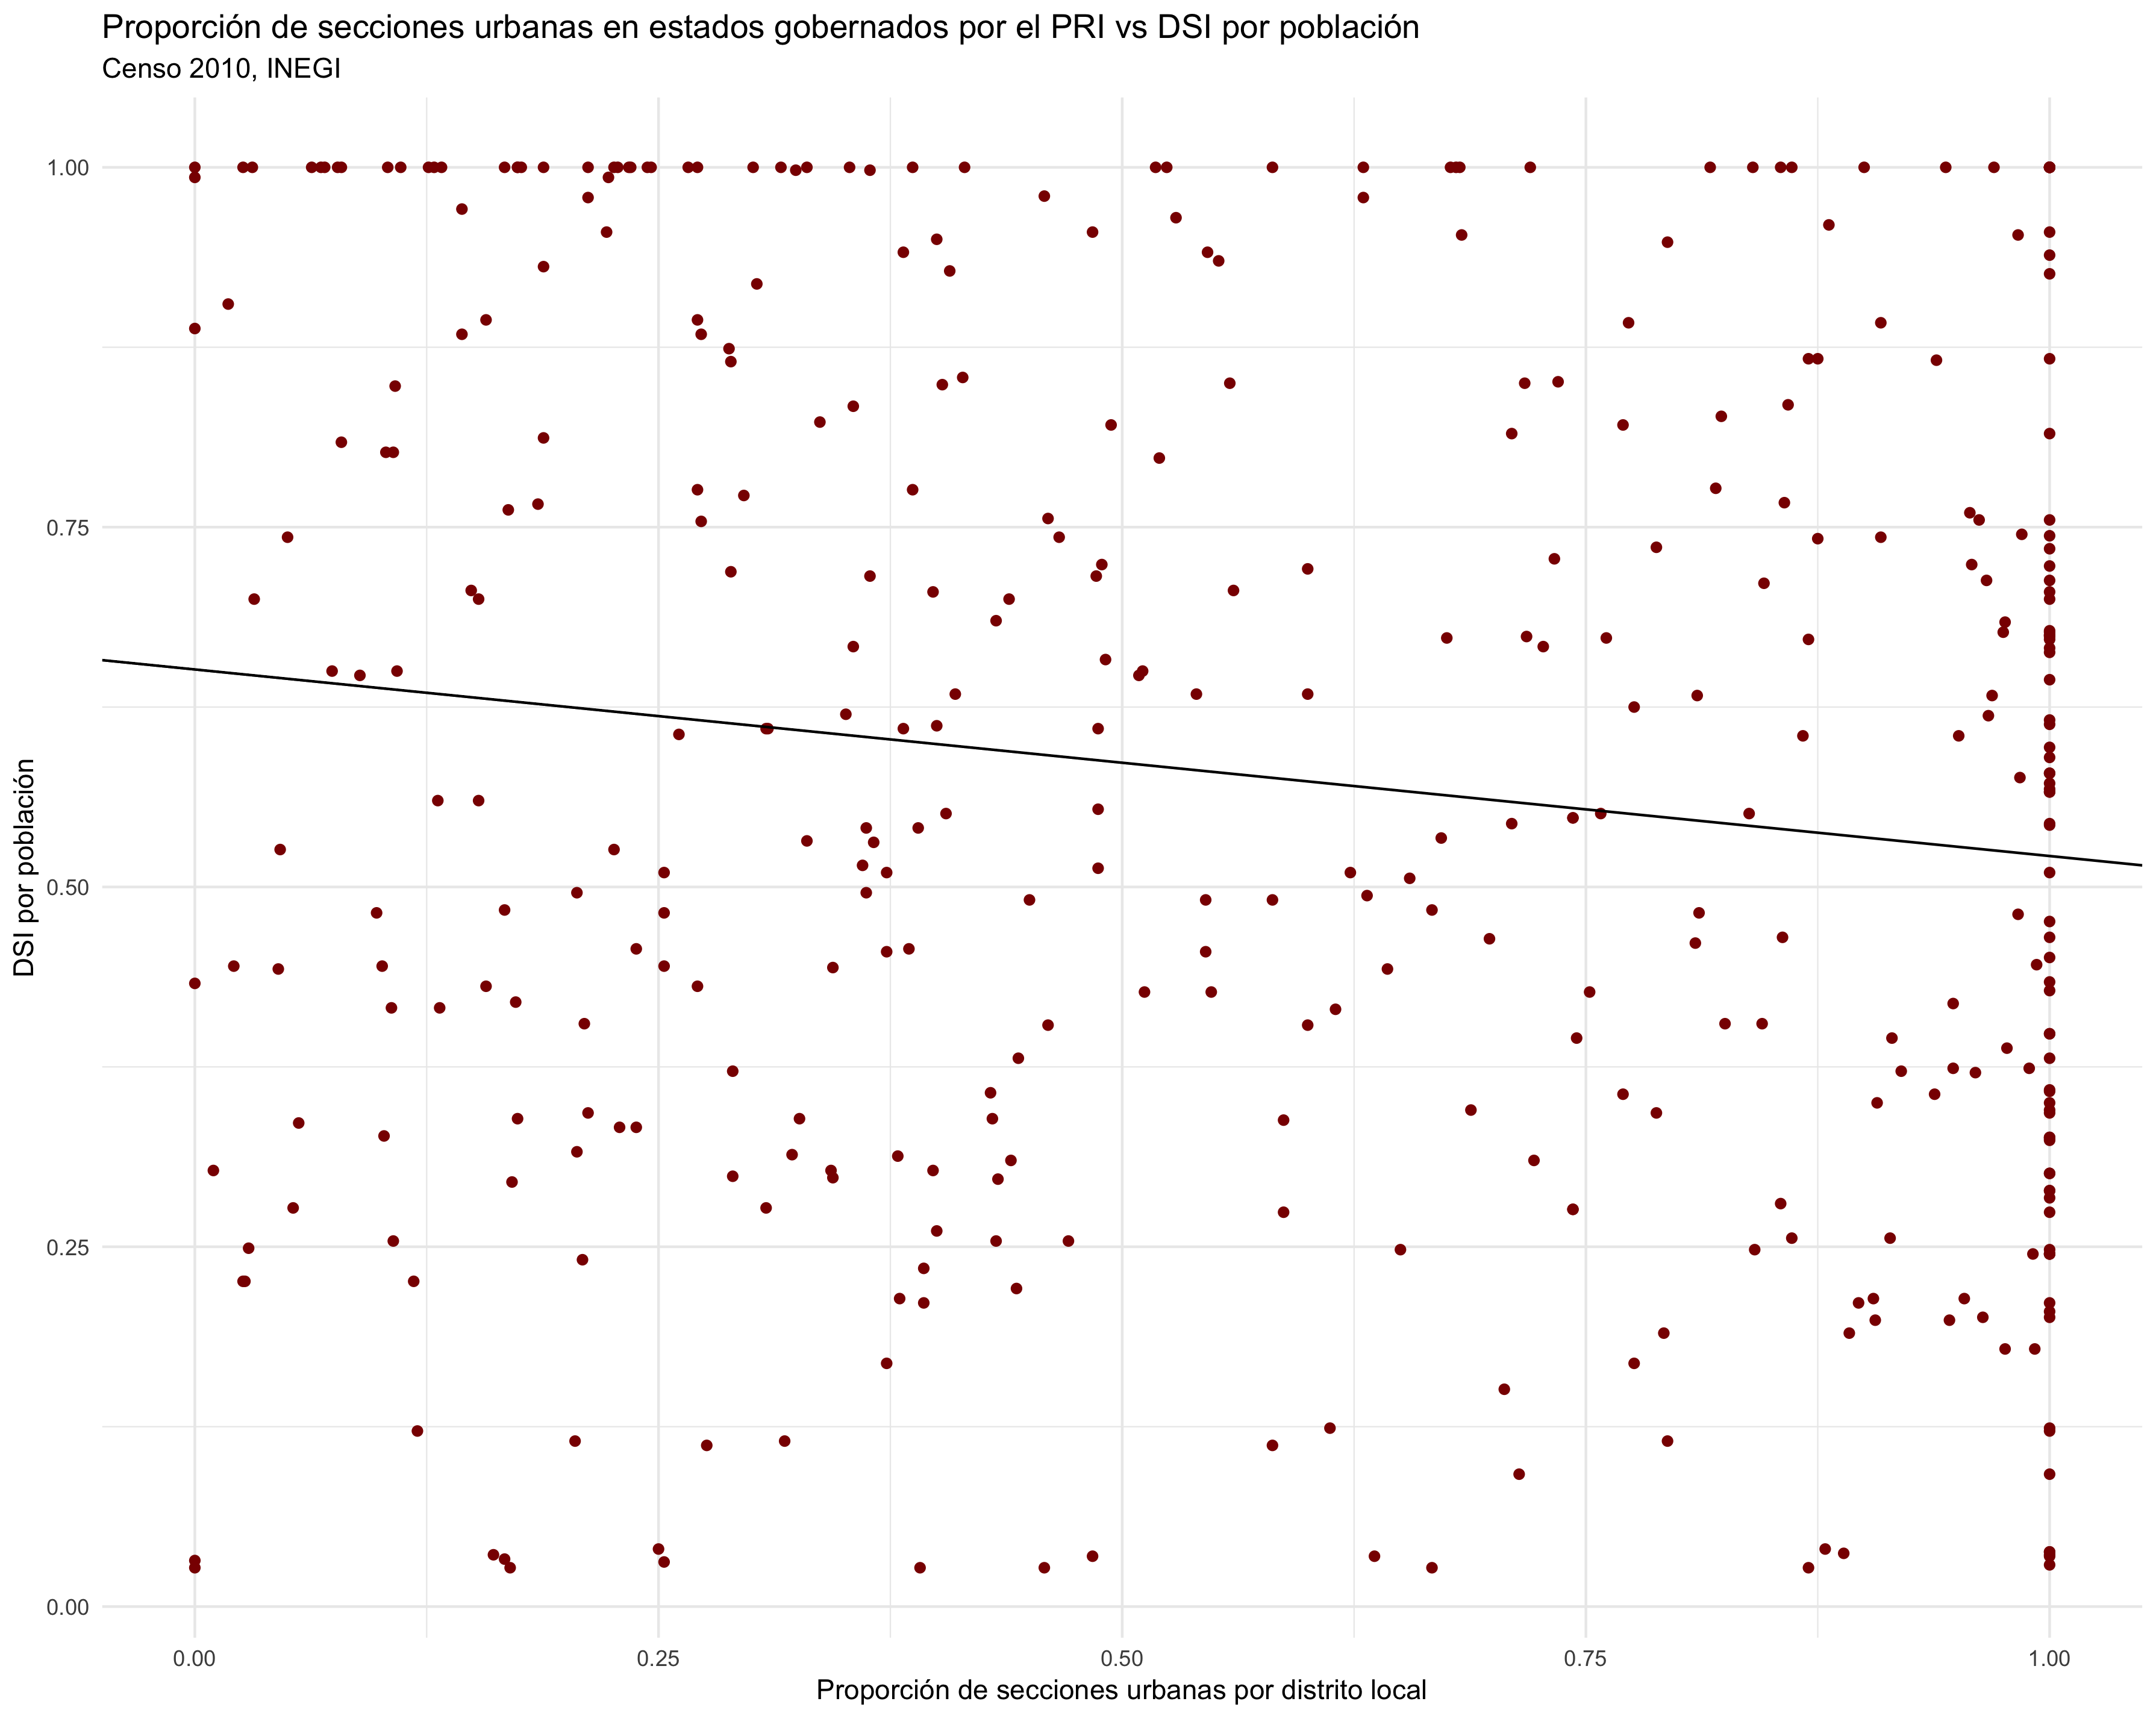 Proporción de secciones urbanas en estados gobernados por el PRI vs DSI por población
Censo 2010, INEGI
DSI por población
1.00
0.75
0.50
0.25
0.00
0.00 0.25 0.50 0.75 1.00
Proporción de secciones urbanas por distrito local